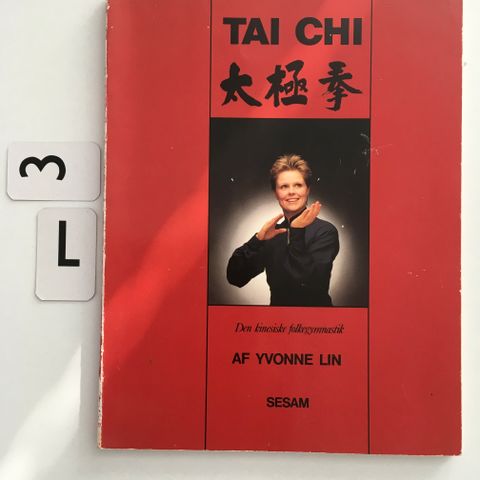 TAI CHI
太極拳
Den kinesiske folkegymnastik
AF YVONNE LIN
SESAM
3
L